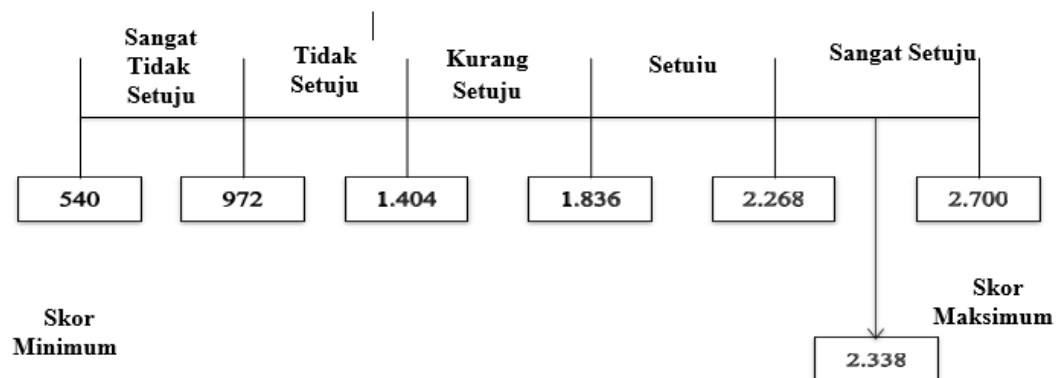 Sangat
Tidak
Setuju
Tidak
Setuju
Kurang
Setuju
Setuiu
Sangat Setuju
540
972
1.404
1.836
2.268
2.700
Skor
Minimum
Skor
Maksimum
2.338